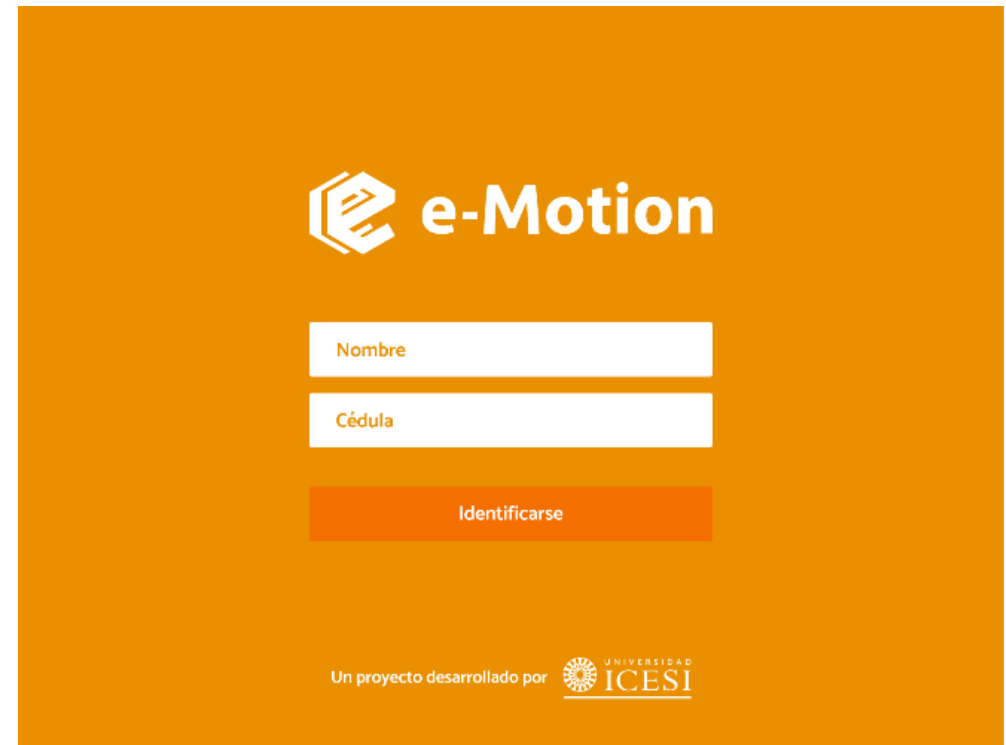 e-Motion
Nombre
Cédula
Identificarse
Un proyecto desarrollado por
UNIVERSIDAD
ICESI